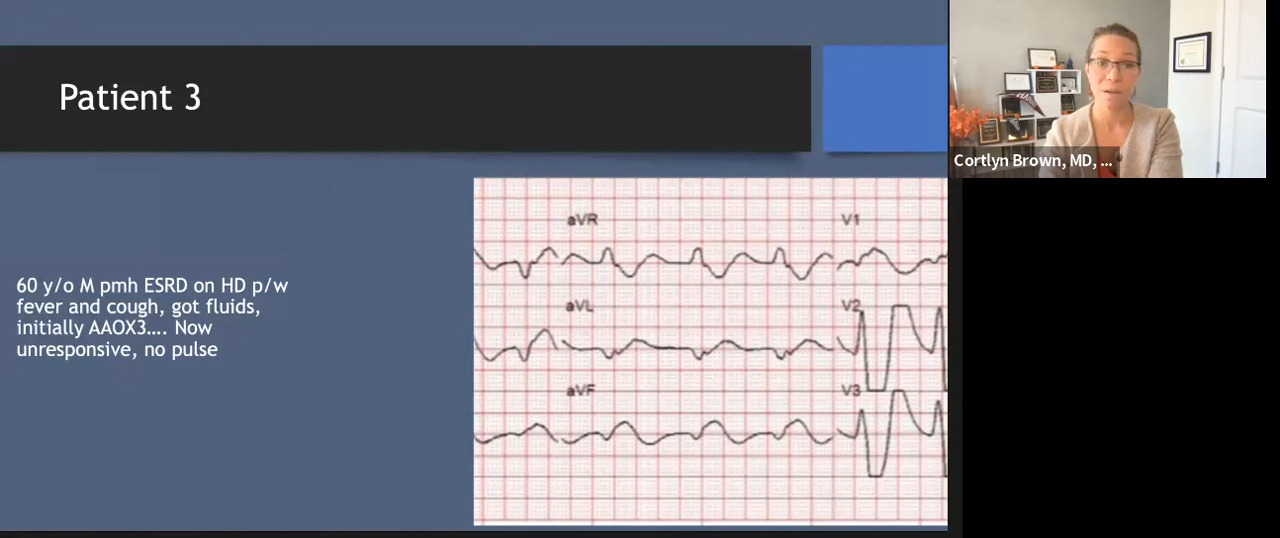 Patient 3
Cortlyn Brown, MD, ...
60 y/o M pmh ESRD on HD p/w
fever and cough, got fluids,
initially AAOX3.... Now
unresponsive, no pulse
aVR
V1
aVL
V2
aVF
V3